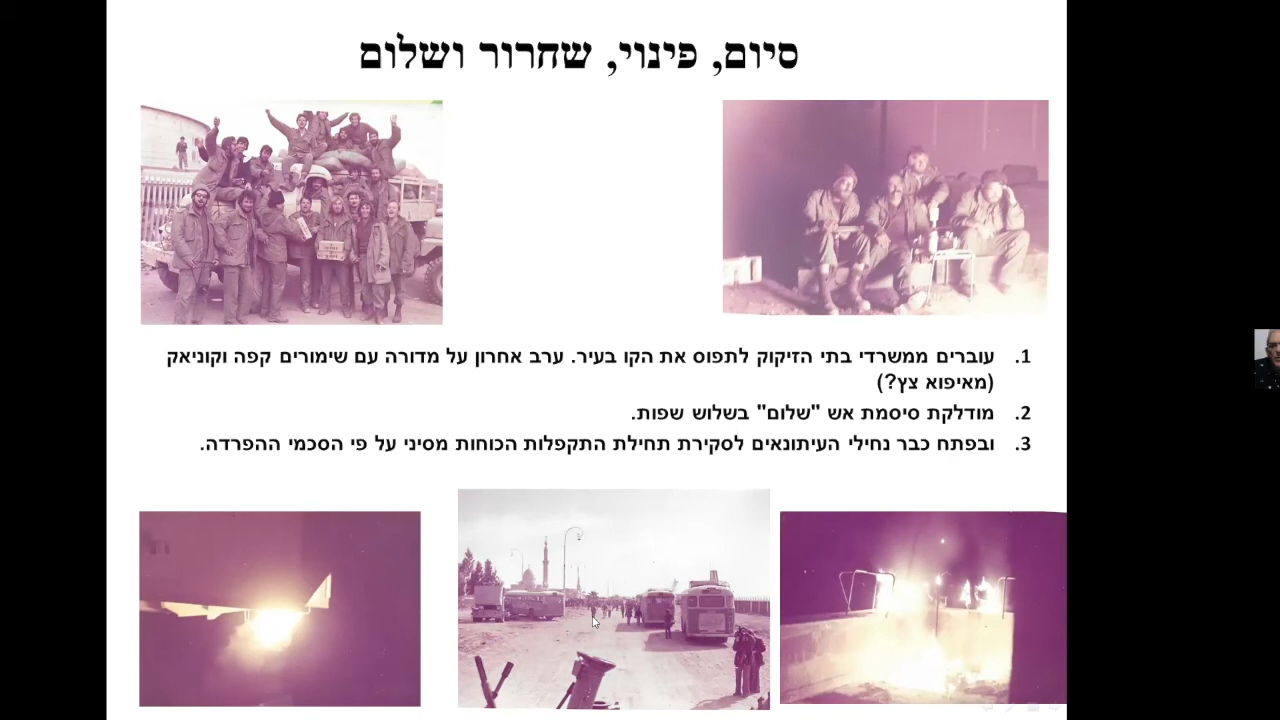 סיום, פינוי, שחרור ושלום
1. עוברים ממשרדי בתי הזיקוק לתפוס את הקו בעיר. ערב אחרון על מדורה עם שימורים קפה וקוניאק
(מאיפוא צץ?)
2. מודלקת סיסמת אש "שלום" בשלוש שפות.
3. ובפתח כבר נחילי העיתונאים לסקירת תחילת התקפלות הכוחות מסיני על פי הסכמי ההפרדה.